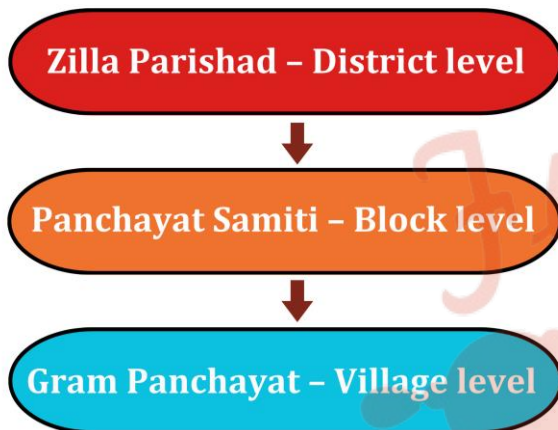 Zilla Parishad – District level
Panchayat Samiti – Block level
Gram Panchayat – Village level